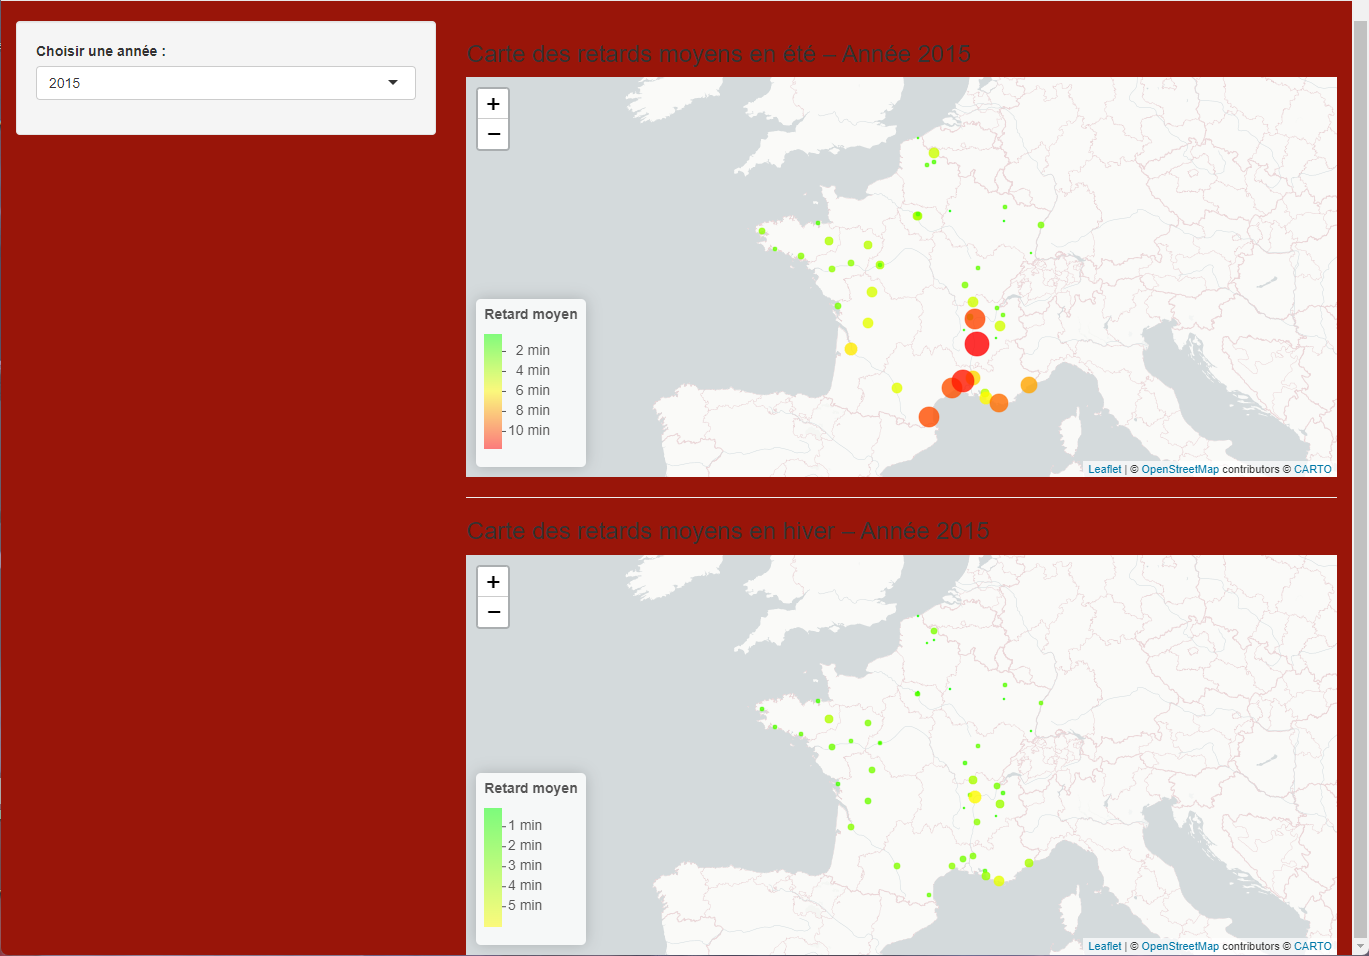 Choisir une année :
2015
Carte des retards moyens en été – Année 2015
+
−
Retard moyen
2 min
4 min
6 min
8 min
10 min
Leaflet | © OpenStreetMap contributors © CARTO
Carte des retards moyens en hiver – Année 2015
+
−
Retard moyen
1 min
2 min
3 min
4 min
5 min
Leaflet | © OpenStreetMap contributors © CARTO